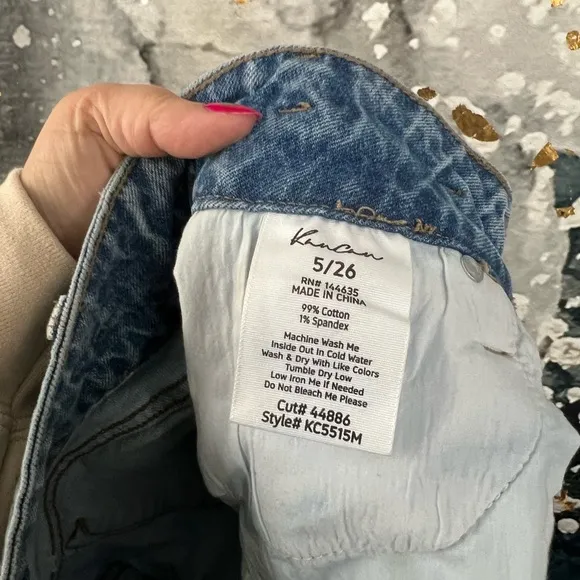 KanCan
5/26
RN# 144635
MADE IN CHINA
99% Cotton
1% Spandex
Machine Wash Me
Inside Out in Cold Water
Wash & Dry with Like Colors
Tumble Dry Low
Low Iron Me If Needed
Do Not Bleach Me Please
Cut# 44886
Style# KC5515M